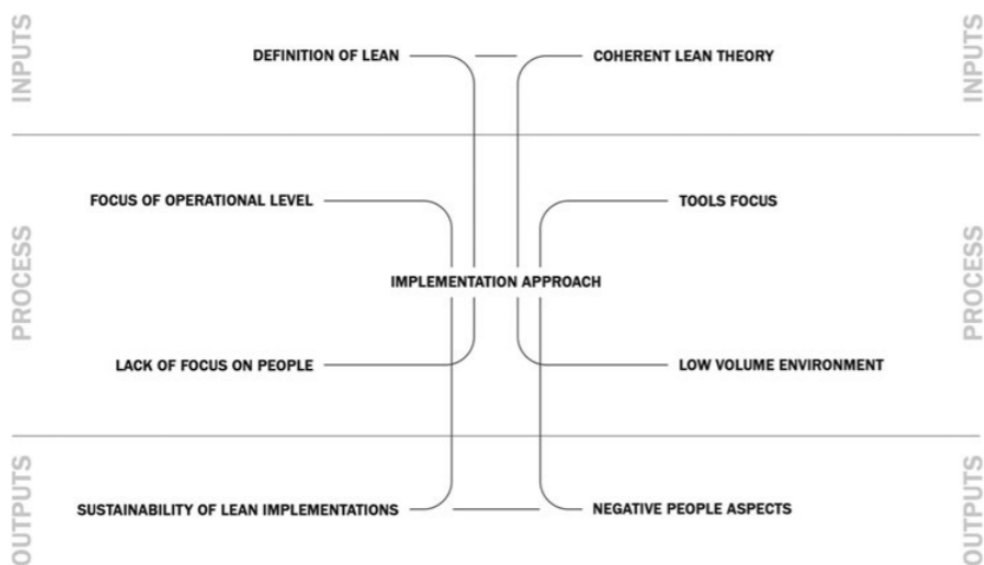 INPUTS
DEFINITION OF LEAN
COHERENT LEAN THEORY
INPUTS
PROCESS
FOCUS OF OPERATIONAL LEVEL
TOOLS FOCUS
IMPLEMENTATION APPROACH
LACK OF FOCUS ON PEOPLE
LOW VOLUME ENVIRONMENT
PROCESS
OUTPUTS
SUSTAINABILITY OF LEAN IMPLEMENTATIONS
NEGATIVE PEOPLE ASPECTS
OUTPUTS